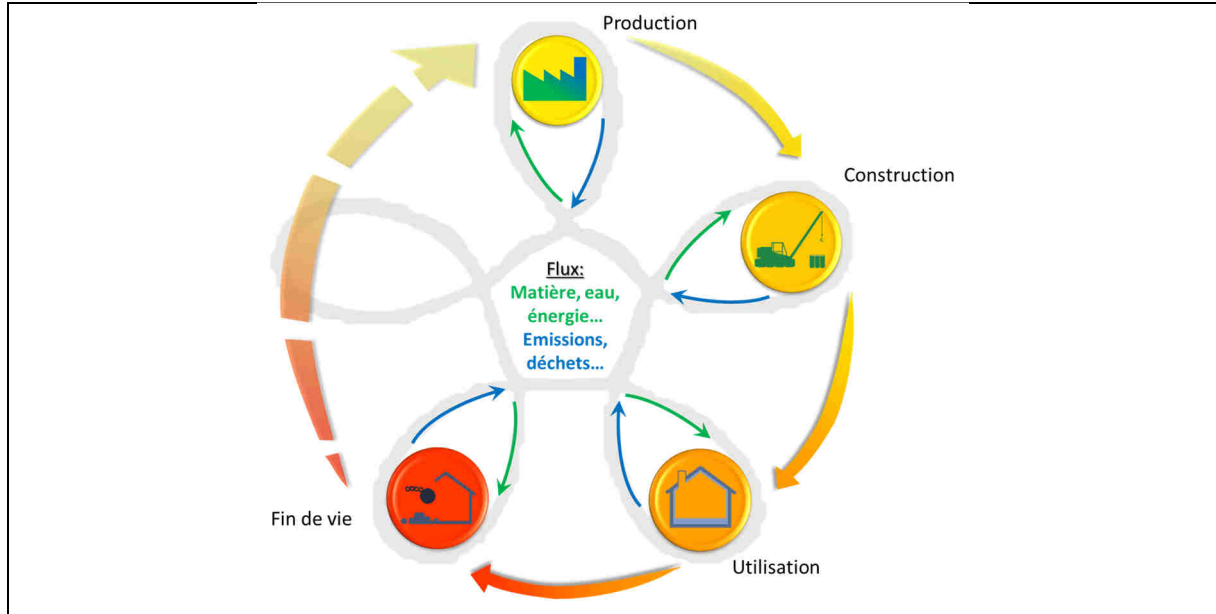 Production
Construction
Flux:
Matière, eau,
énergie...
Emissions,
déchets...
Fin de vie
Utilisation